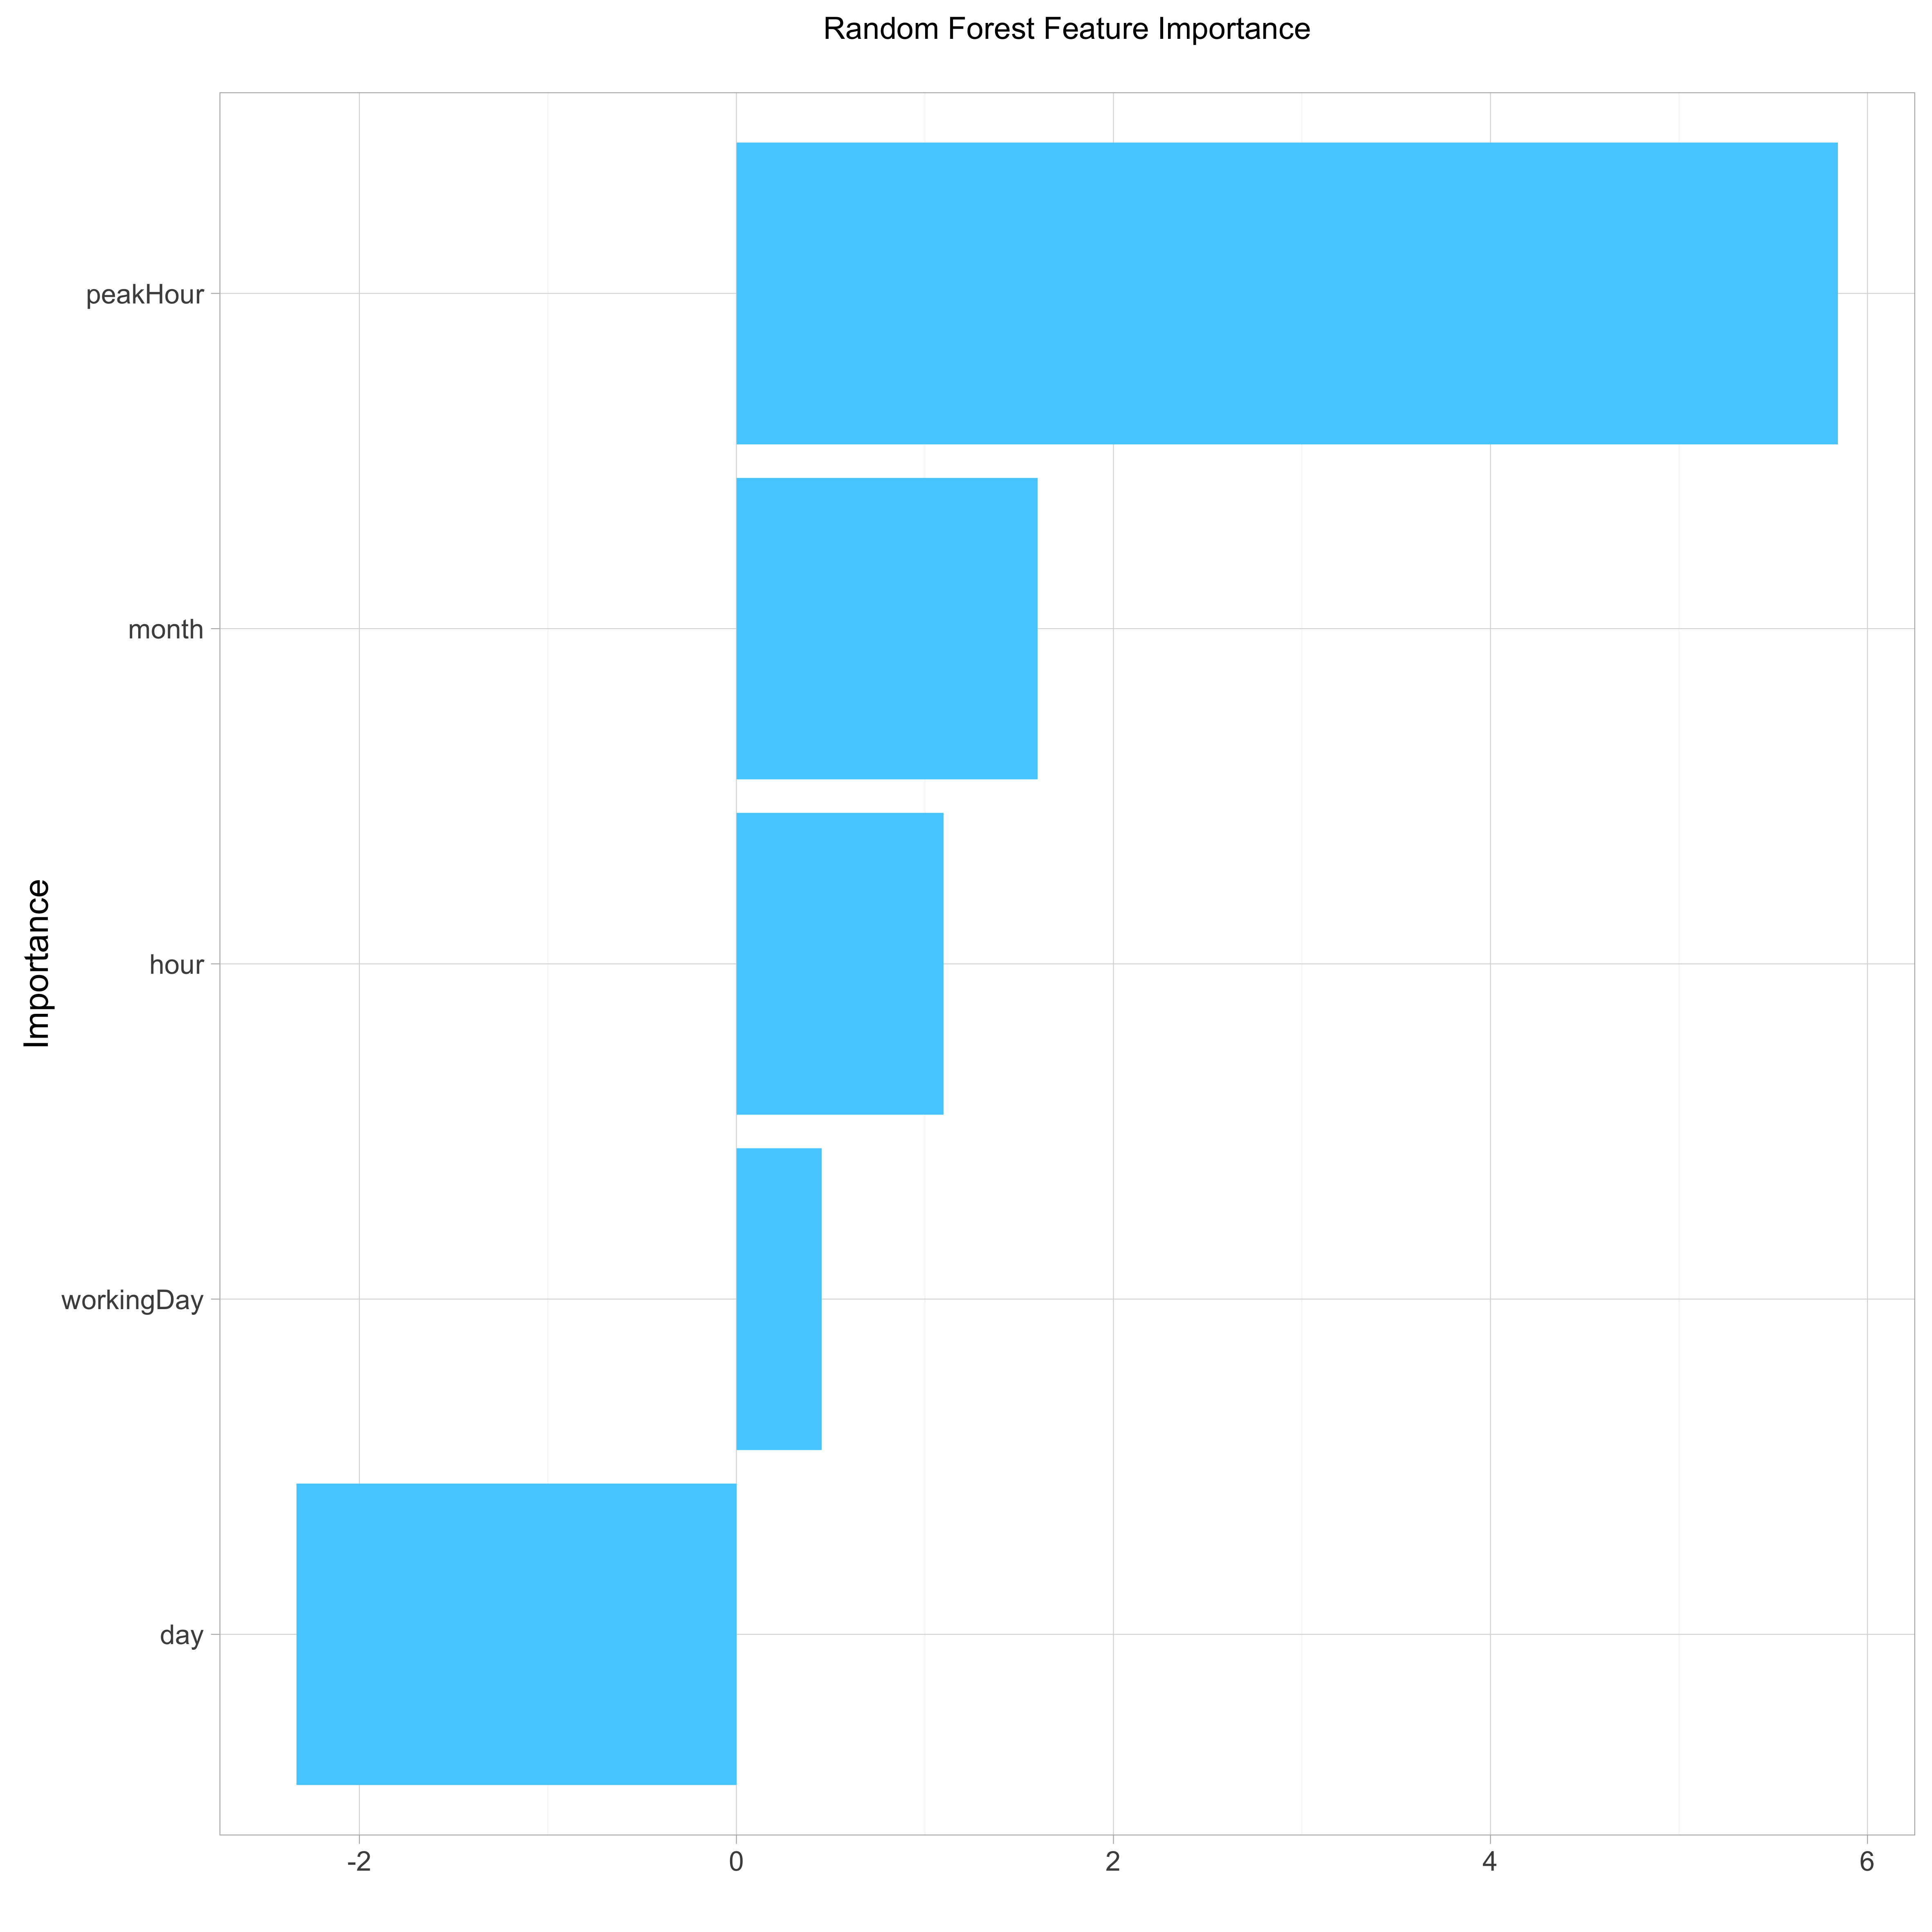 Random Forest Feature Importance
Importance
peakHour
month
hour
workingDay
day
-2 0 2 4 6